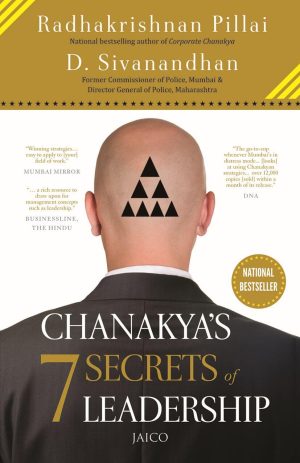 Radhakrishnan Pillai
National bestselling author of Corporate Chanakya
D. Sivanandhan
Former Commissioner of Police, Mumbai &
Director General of Police, Maharashtra
"Winning strategies...
easy to apply to [your]
field of work."
MUMBAI MIRROR
"... a rich resource to
draw upon for
management concepts
such as leadership."
BUSINESSLINE,
THE HINDU
"The go-to-cop
whenever Mumbai's in
distress mode... [looks]
at using Chanakyan
strategies... over 12,000
copies [sold] within a
month of its release."
DNA
NATIONAL
BESTSELLER
CHANAKYA'S
7 SECRETS of
LEADERSHIP
JAICO